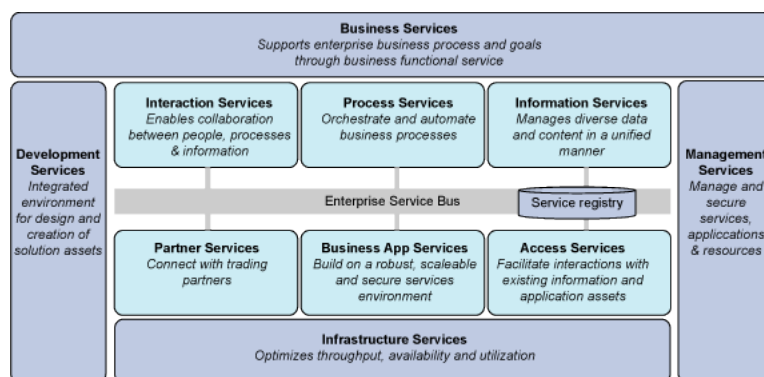 Business Services
Supports enterprise business process and goals
through business functional service
Development
Services
Integrated
environment
for design and
creation of
solution assets
Interaction Services
Enables collaboration
between people, processes
& information
Process Services
Orchestrate and automate
business processes
Information Services
Manages diverse data
and content in a unified
manner
Management
Services
Manage and
secure
services,
appliccations
& resources
Enterprise Service Bus
Service registry
Partner Services
Connect with trading
partners
Business App Services
Build on a robust, scaleable
and secure services
environment
Access Services
Facilitate interactions with
existing information and
application assets
Infrastructure Services
Optimizes throughput, availability and utilization